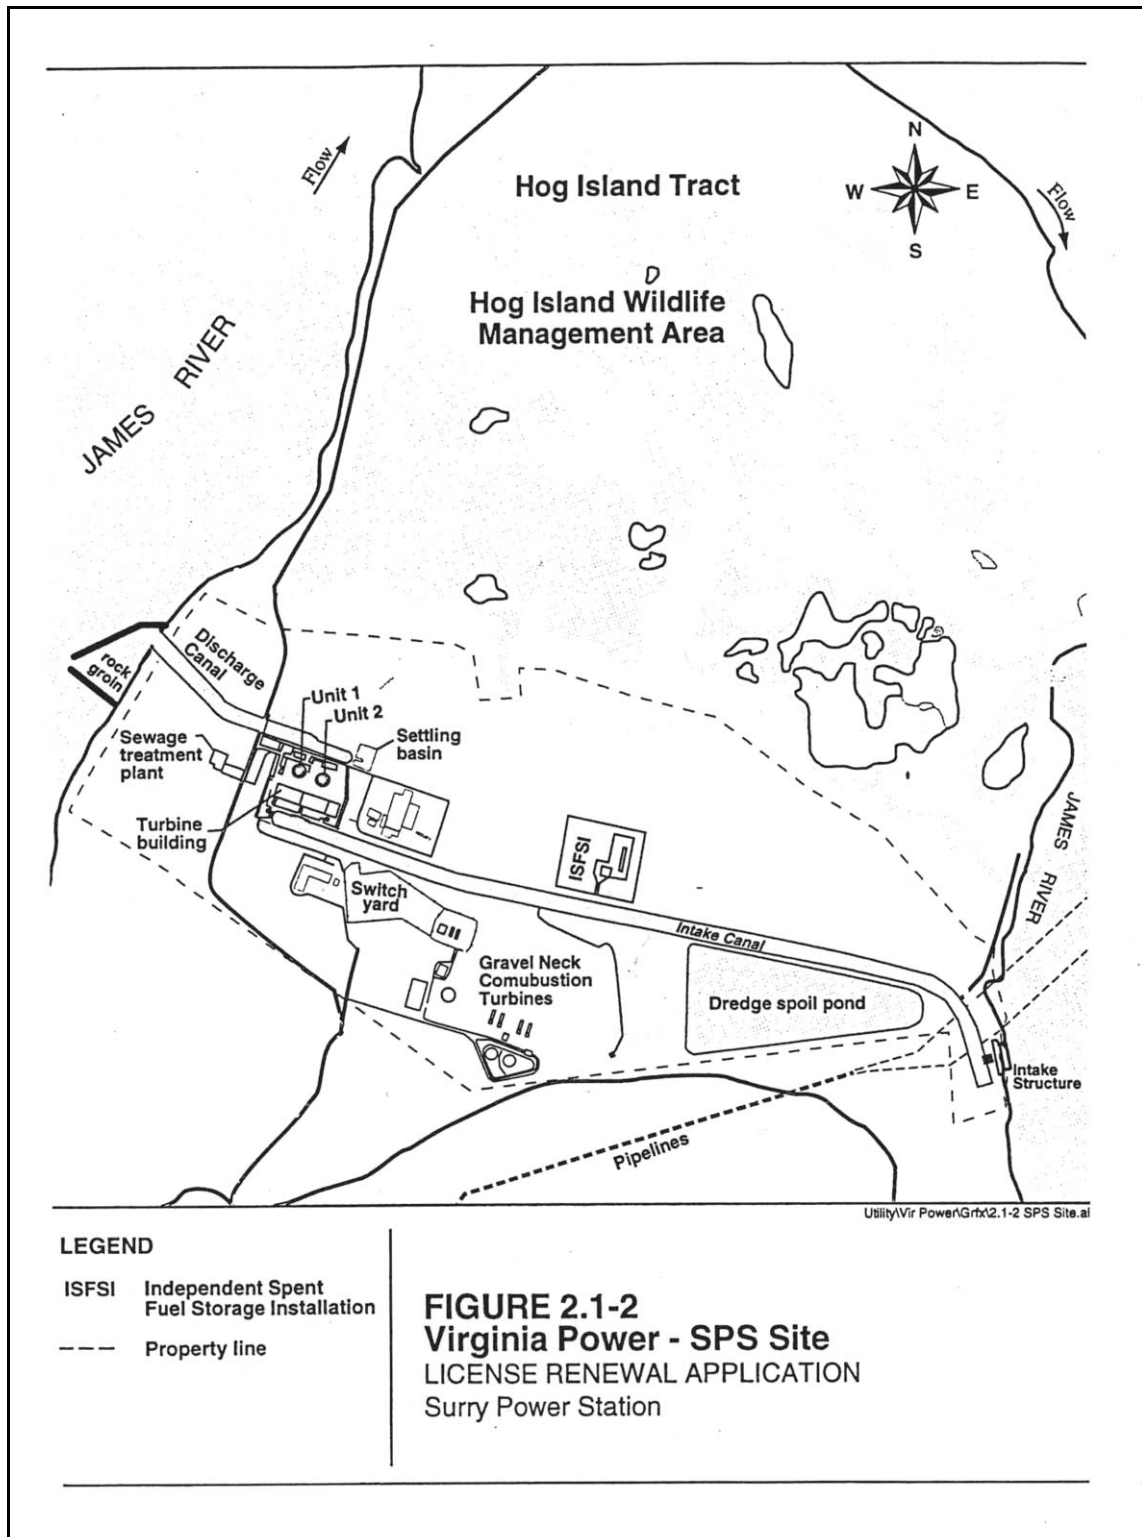 Flow
N
W E
S
Flow
Hog Island Tract
Hog Island Wildlife
Management Area
JAMES RIVER
Discharge
Canal
rock
groin
Unit 1
Unit 2
Sewage
treatment
plant
Settling
basin
Turbine
building
ISFSI
JAMES RIVER
Switch
yard
Intake Canal
Gravel Neck
Comubustion
Turbines
Dredge spoil pond
Intake
Structure
Pipelines
Utility\Vir Power\Grfx\2.1-2 SPS Site.ai
LEGEND
ISFSI Independent Spent
Fuel Storage Installation
Property line
FIGURE 2.1-2
Virginia Power - SPS Site
LICENSE RENEWAL APPLICATION
Surry Power Station